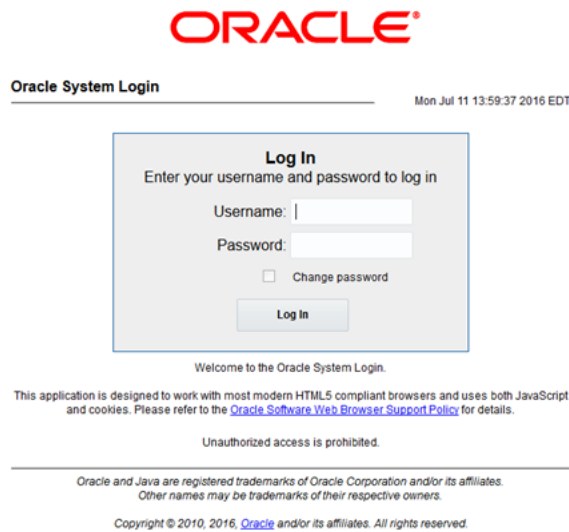 ORACLE®
Oracle System Login
Mon Jul 11 13:59:37 2016 EDT
Log In
Enter your username and password to log in
Username:
Password:
Change password
Log In
Welcome to the Oracle System Login.
This application is designed to work with most modern HTML5 compliant browsers and uses both JavaScript
and cookies. Please refer to the Oracle Software Web Browser Support Policy for details.
Unauthorized access is prohibited.
Oracle and Java are registered trademarks of Oracle Corporation and/or its affiliates.
Other names may be trademarks of their respective owners.
Copyright © 2010, 2016, Oracle and/or its affiliates. All rights reserved.